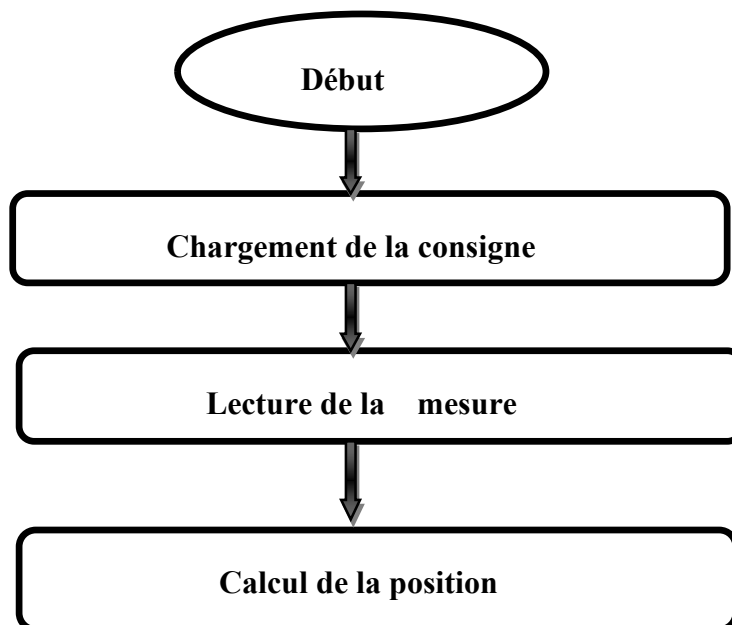 Début
Chargement de la consigne
Lecture de la mesure
Calcul de la position